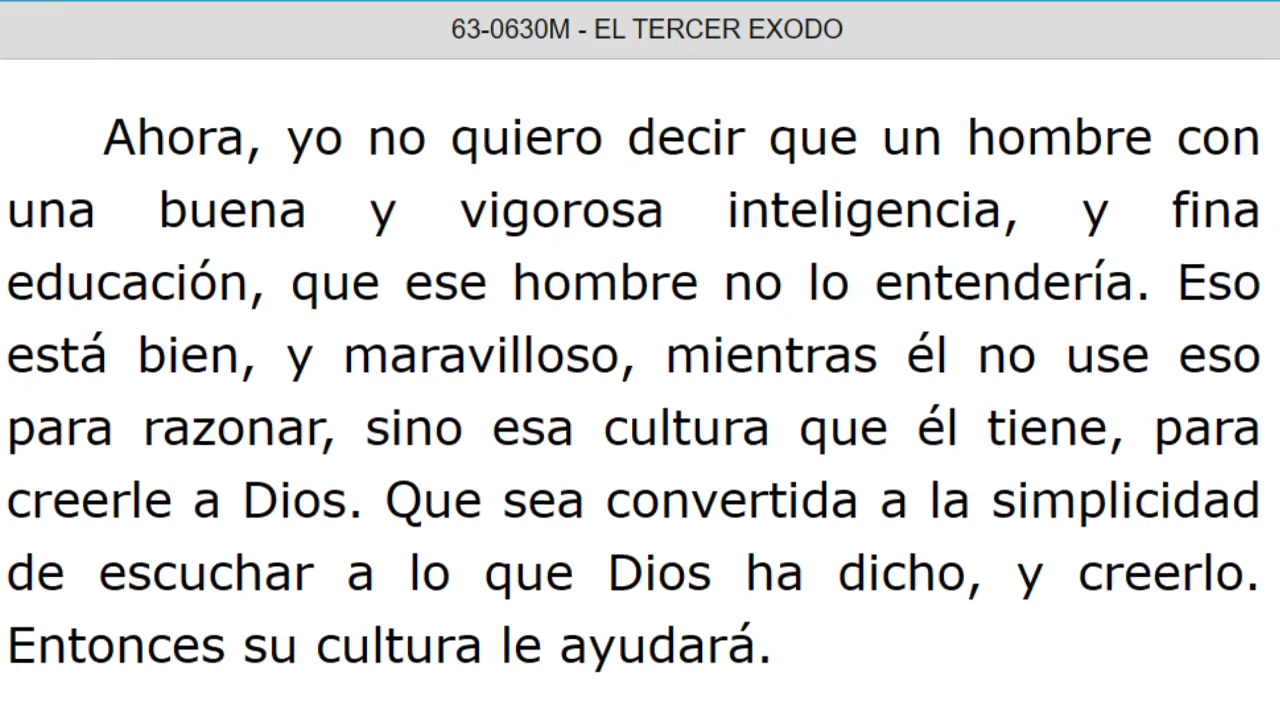 63-0630M - EL TERCER EXODO
Ahora, yo no quiero decir que un hombre con
una buena y vigorosa inteligencia, y fina
educación, que ese hombre no lo entendería. Eso
está bien, y maravilloso, mientras él no use eso
para razonar, sino esa cultura que él tiene, para
creerle a Dios. Que sea convertida a la simplicidad
de escuchar a lo que Dios ha dicho, y creerlo.
Entonces su cultura le ayudará.